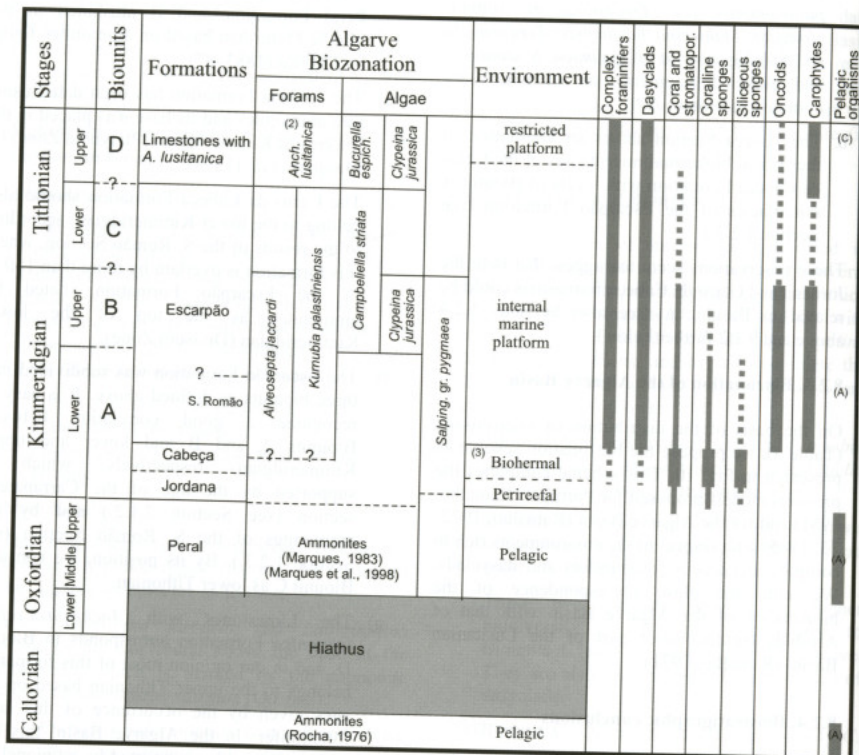 Stages
Biounits
Formations
Algarve
Biozonation
Forams
Algae
Environment
Complex
foraminifers
Dasyclads
Coral and
stromatopor.
Coralline
sponges
Siliceous
sponges
Oncoids
Carophytes
Pelagic
organisms
Tithonian
Upper
D
Limestones with
A. lusitanica
(2)
Anch.
lusitanica
Bucurella
espich.
Clypeina
jurassica
restricted
platform
(C)
?
Lower
C
Campbeliella striata
?
Kimmeridgian
Upper
B
Escarpão
Alveosepta jaccardi
Kurnubia palastiniensis
Clypeina
jurassica
internal
marine
platform
Lower
A
?
S. Romão
Salping. gr. pygmaea
(A)
Cabeça
?
?
(3)
Biohermal
Jordana
Perireefal
Oxfordian
Upper
Middle
Lower
Peral
Ammonites
(Marques, 1983)
(Marques et al., 1998)
Pelagic
(A)
Hiathus
Callovian
Ammonites
(Rocha, 1976)
Pelagic
(A)